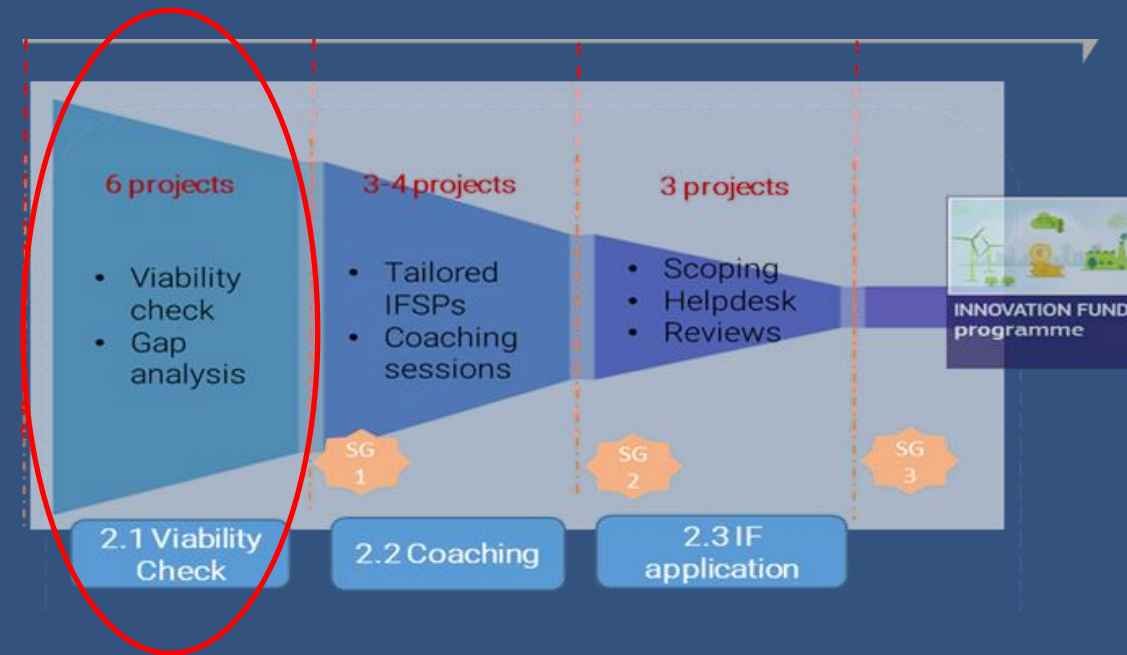 6 projects
• Viability
check
• Gap
analysis
3-4 projects
• Tailored
IFSPs
• Coaching
sessions
3 projects
• Scoping
• Helpdesk
• Reviews
INNOVATION FUND
programme
SG
1
SG
2
SG
3
2.1 Viability
Check
2.2 Coaching
2.3 IF
application